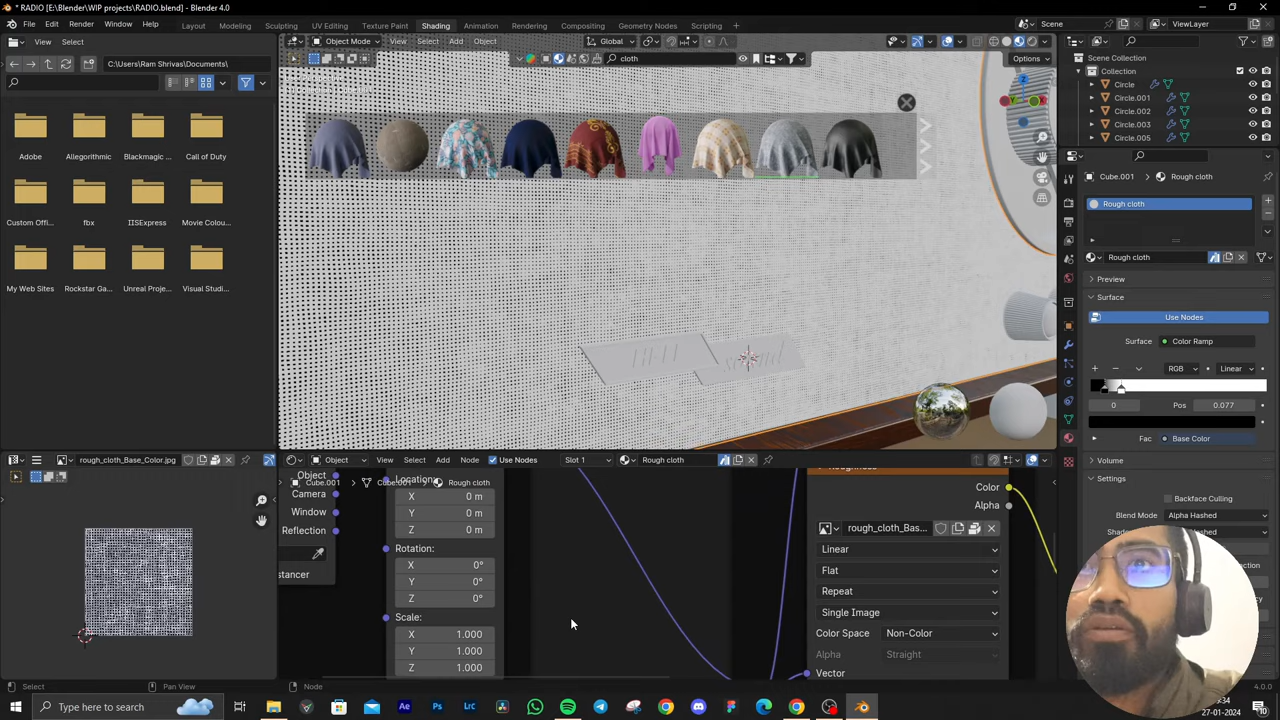 * RADIO [E:\Blender\WIP projects\RADIO.blend] - Blender 4.0
File Edit Render Window Help
Layout Modeling Sculpting UV Editing Texture Paint Shading Animation Rendering Compositing Geometry Nodes Scripting
Scene ViewLayer
View Select C:\Users\Ram Shrivas\Documents\
Adobe Allegorithmic Blackmagic ... Call of Duty
Custom Offi... fbx IISExpress Movie Colou...
My Web Sites Rockstar Ga... Unreal Proje... Visual Studi...
Object Mode View Select Add Object Global
cloth Options
Scene Collection
Collection
Circle
Circle.001
Circle.002
Circle.003
Circle.005
Cube.001 Rough cloth
Rough cloth
Rough cloth
Preview
Surface
Use Nodes
Surface Color Ramp
RGB Linear
0 Pos 0.077
Fac Base Color
Volume
Settings
Backface Culling
Blend Mode Alpha Hashed
Alpha Hashed
rough_cloth_Base_Color.jpg
Object View Select Add Node Use Nodes Slot 1 Rough cloth
Cube.001 Rough cloth
Object
Camera
Window
Reflection
Location:
X 0 m
Y 0 m
Z 0 m
Rotation:
X 0°
Y 0°
Z 0°
Scale:
X 1.000
Y 1.000
Z 1.000
Color
Alpha
rough_cloth_Bas...
Linear
Flat
Repeat
Single Image
Color Space Non-Color
Alpha Straight
Vector
Select Pan View Node 4.0.0
Type here to search
27-01-2024